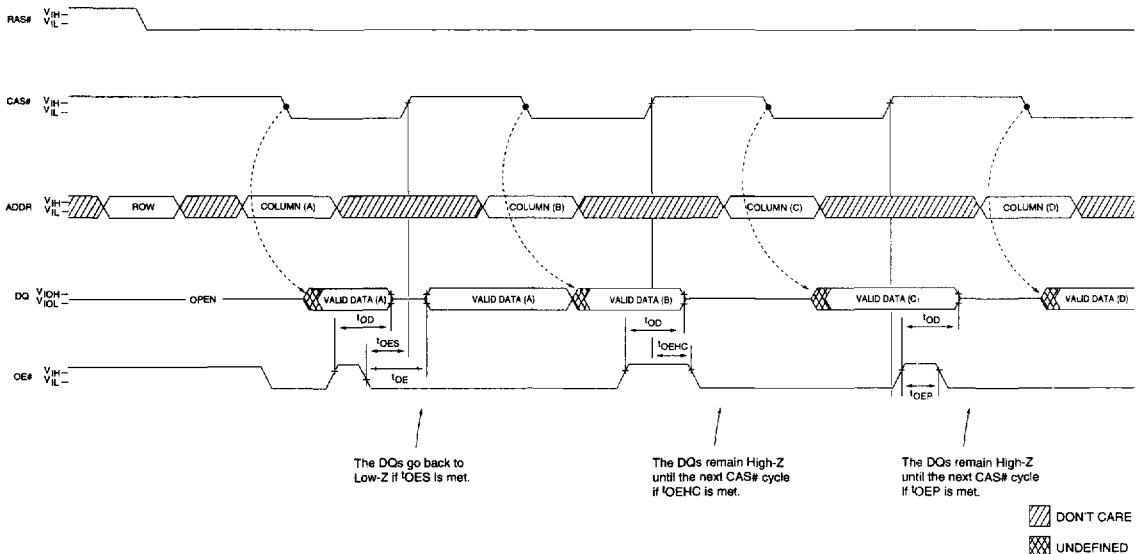 RAS# VIH VIL
CAS# VIH VIL
ADDR VIH VIL ROW COLUMN (A) COLUMN (B) COLUMN (C) COLUMN (D)
DQ VIOH VIOL OPEN VALID DATA (A) VALID DATA (A) VALID DATA (B) VALID DATA (C) VALID DATA (D)
tOD tOD tOD
tOES tOEHC
OE# VIH VIL tOE tOEP
The DQs go back to
Low-Z if tOES is met.
The DQs remain High-Z
until the next CAS# cycle
if tOEHC is met.
The DQs remain High-Z
until the next CAS# cycle
if tOEP is met.
DON'T CARE
UNDEFINED